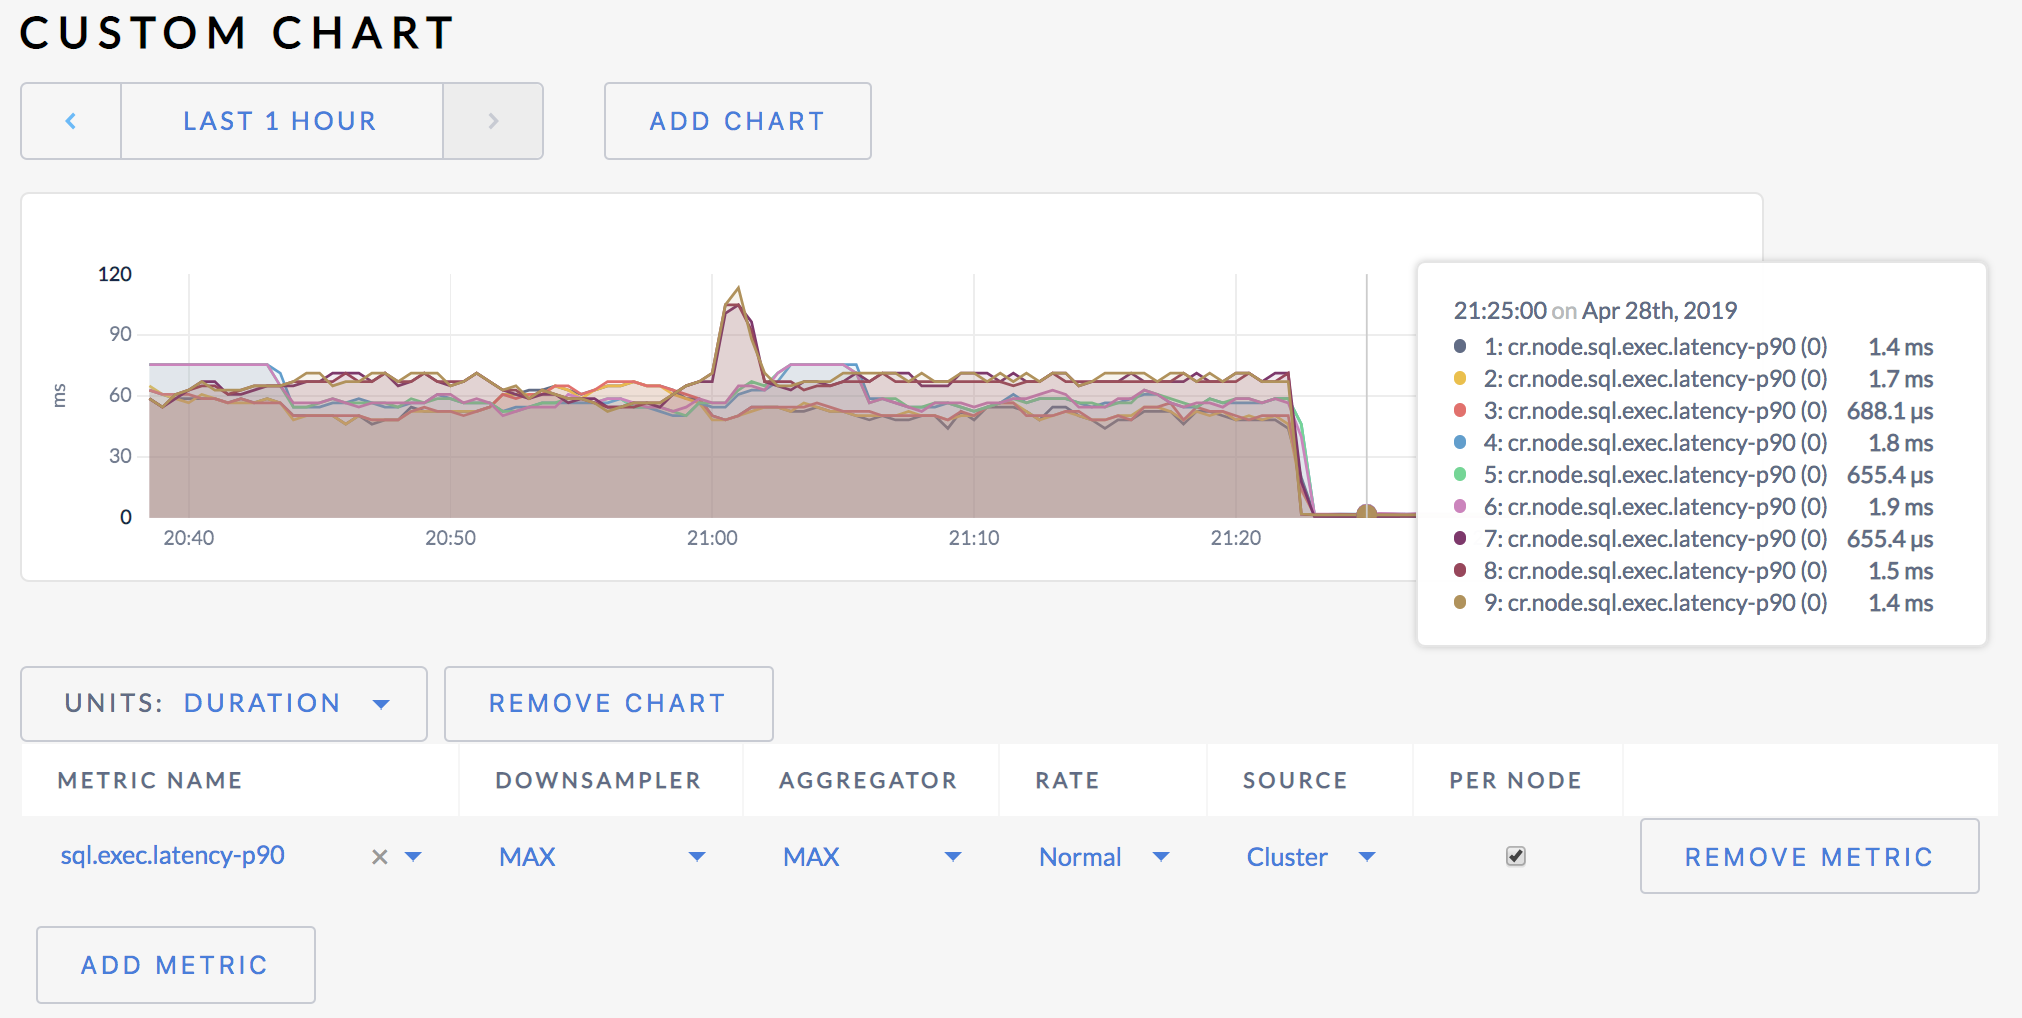 CUSTOM CHART
LAST 1 HOUR
ADD CHART
120
90
60
30
0
ms
20:40 20:50 21:00 21:10 21:20
21:25:00 on Apr 28th, 2019
1: cr.node.sql.exec.latency-p90 (0) 1.4 ms
2: cr.node.sql.exec.latency-p90 (0) 1.7 ms
3: cr.node.sql.exec.latency-p90 (0) 688.1 µs
4: cr.node.sql.exec.latency-p90 (0) 1.8 ms
5: cr.node.sql.exec.latency-p90 (0) 655.4 µs
6: cr.node.sql.exec.latency-p90 (0) 1.9 ms
7: cr.node.sql.exec.latency-p90 (0) 655.4 µs
8: cr.node.sql.exec.latency-p90 (0) 1.5 ms
9: cr.node.sql.exec.latency-p90 (0) 1.4 ms
UNITS: DURATION
REMOVE CHART
METRIC NAME DOWNSAMPLER AGGREGATOR RATE SOURCE PER NODE
sql.exec.latency-p90 MAX MAX Normal Cluster REMOVE METRIC
ADD METRIC